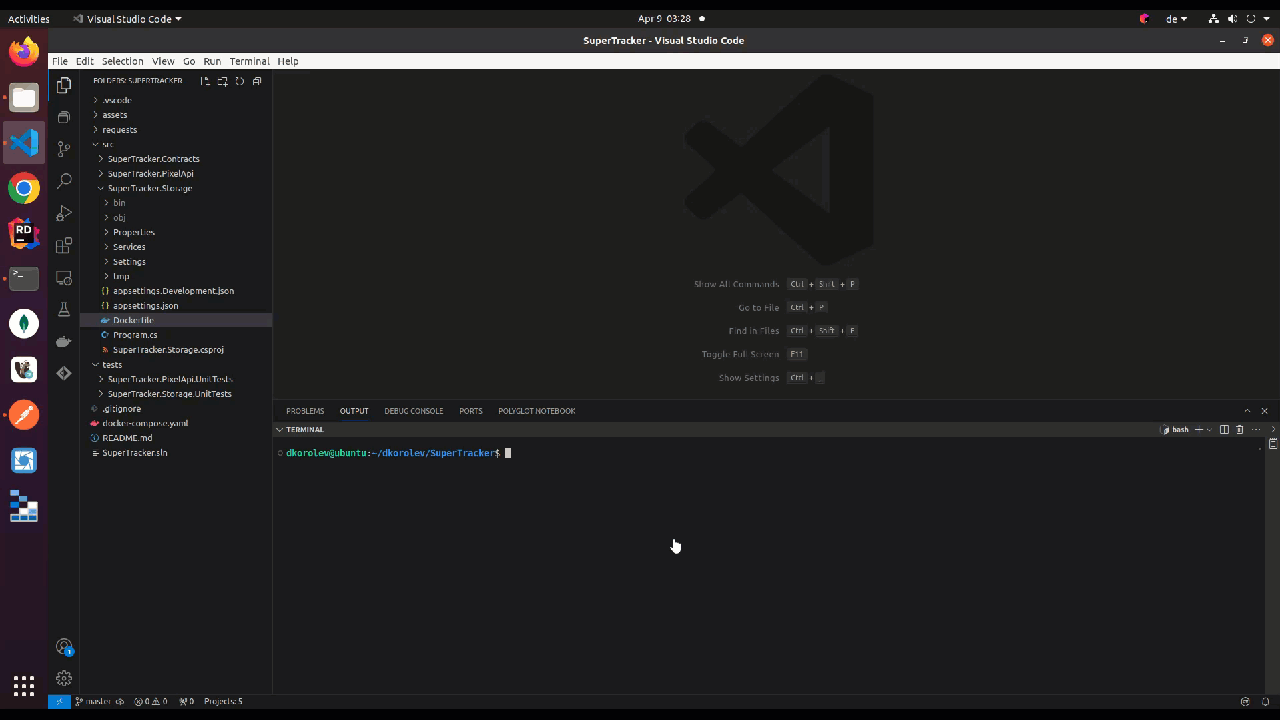 Activities
Visual Studio Code
Apr 9 03:28
de
SuperTracker - Visual Studio Code
File Edit Selection View Go Run Terminal Help
FOLDERS: SUPERTRACKER
.vscode
assets
requests
src
SuperTracker.Contracts
SuperTracker.PixelApi
SuperTracker.Storage
bin
obj
Properties
Services
Settings
tmp
appsettings.Development.json
appsettings.json
Dockerfile
Program.cs
SuperTracker.Storage.csproj
tests
SuperTracker.PixelApi.UnitTests
SuperTracker.Storage.UnitTests
.gitignore
docker-compose.yaml
README.md
SuperTracker.sln
Show All Commands Ctrl + Shift + P
Go to File Ctrl + P
Find in Files Ctrl + Shift + F
Toggle Full Screen F11
Show Settings Ctrl +
PROBLEMS OUTPUT DEBUG CONSOLE PORTS POLYGLOT NOTEBOOK
TERMINAL
bash
dkorolev@ubuntu:~/dkorolev/SuperTracker$
RD
1
master
0 0
0
Projects: 5